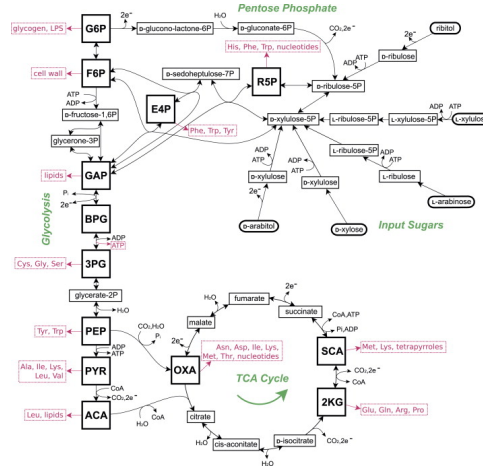 Pentose Phosphate
glycogen, LPS
G6P
2e⁻
D-glucono-lactone-6P
H₂O
D-gluconate-6P
CO₂,2e⁻
His, Phe, Trp, nucleotides
ribitol
cell wall
F6P
D-sedoheptulose-7P
R5P
D-ribulose-5P
ADP
ATP
D-ribulose
ATP
ADP
E4P
D-fructose-1,6P
glycerone-3P
Phe, Trp, Tyr
D-xylulose-5P
L-ribulose-5P
L-xylulose-5P
ADP
ATP
L-xylulose
L-ribulose-5P
ADP
ATP
L-ribulose
L-arabinose
lipids
GAP
ADP
ATP
D-xylulose
D-arabitol
ADP
ATP
D-xylulose
D-xylose
Input Sugars
Glycolysis
Pᵢ
2e⁻
BPG
ADP
ATP
Cys, Gly, Ser
3PG
glycerate-2P
H₂O
Tyr, Trp
PEP
CO₂,H₂O
Pᵢ
ADP
ATP
Ala, Ile, Lys,
Leu, Val
PYR
CoA
CO₂,2e⁻
Leu, lipids
ACA
H₂O
CoA
OXA
Asn, Asp, Ile, Lys,
Met, Thr, nucleotides
2e⁻
malate
H₂O
fumarate
2e⁻
succinate
CoA,ATP
Pi,ADP
SCA
Met, Lys, tetrapyrroles
TCA Cycle
CO₂,2e⁻
CoA
2KG
Glu, Gln, Arg, Pro
CO₂,2e⁻
citrate
H₂O
cis-aconitate
H₂O
D-isocitrate